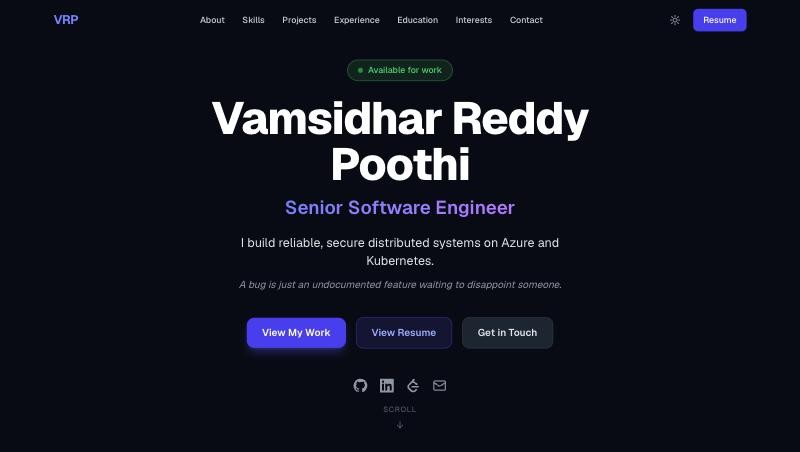 VRP
About Skills Projects Experience Education Interests Contact
Resume
Available for work
Vamsidhar Reddy
Poothi
Senior Software Engineer
I build reliable, secure distributed systems on Azure and
Kubernetes.
A bug is just an undocumented feature waiting to disappoint someone.
View My Work View Resume Get in Touch
SCROLL